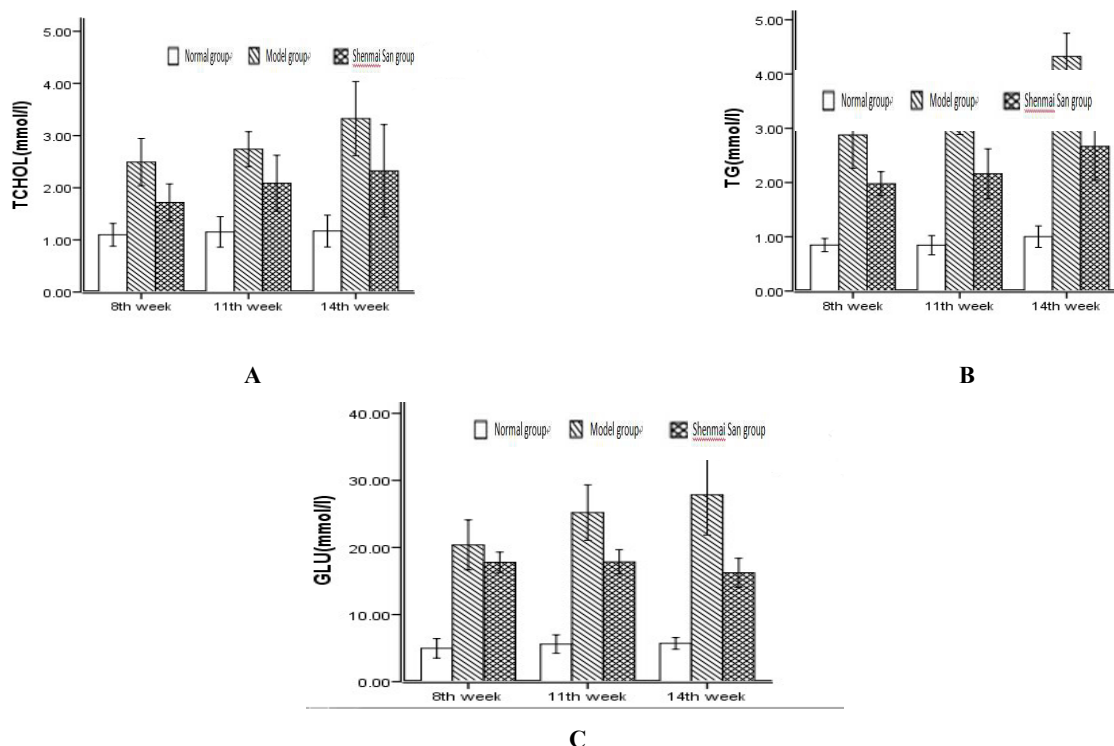 5.00
4.00
3.00
2.00
1.00
0.00
TCHOL(mmol/l)
Normal group
Model group
Shenmai San group
8th week
11th week
14th week
A
5.00
4.00
3.00
2.00
1.00
0.00
TG(mmol/l)
Normal group
Model group
Shenmai San group
8th week
11th week
14th week
B
40.00
30.00
20.00
10.00
0.00
GLU(mmol/l)
Normal group
Model group
Shenmai San group
8th week
11th week
14th week
C